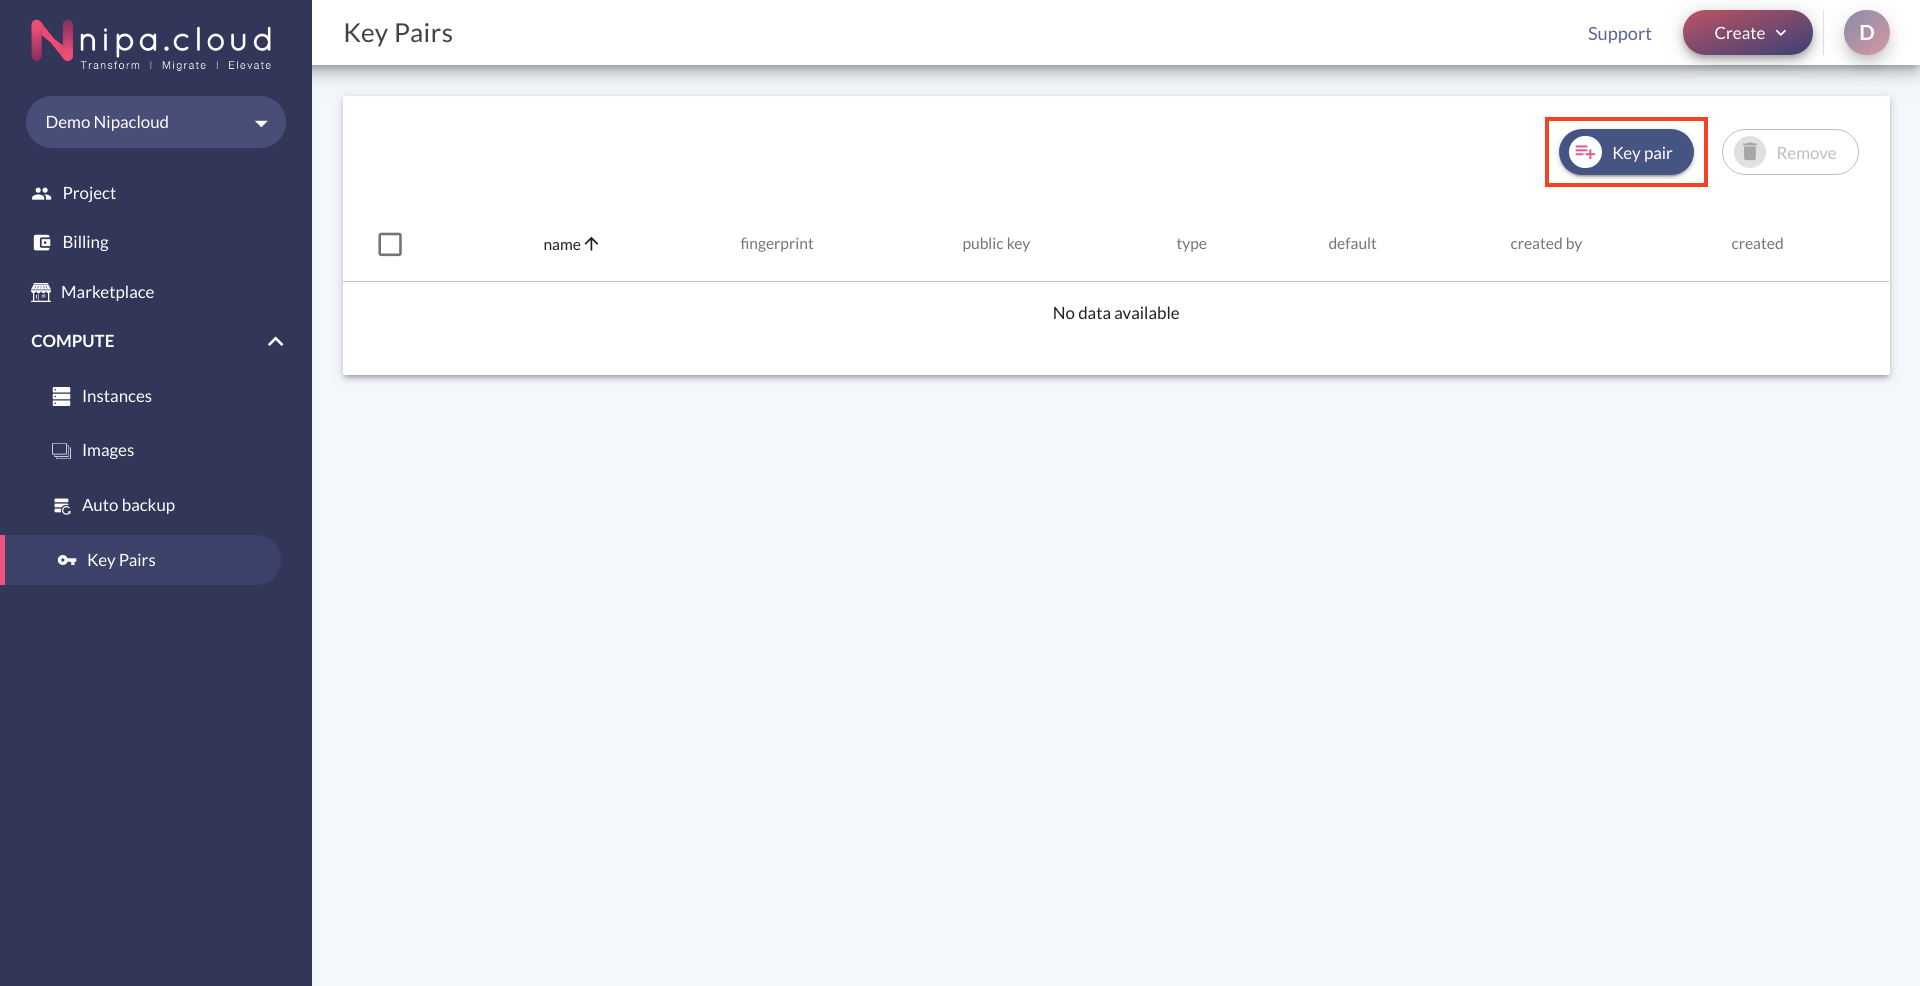 nipa.cloud
Transform | Migrate | Elevate
Demo Nipacloud
Project
Billing
Marketplace
COMPUTE
Instances
Images
Auto backup
Key Pairs
Key Pairs
Support
Create
D
Key pair
Remove
name fingerprint public key type default created by created
No data available